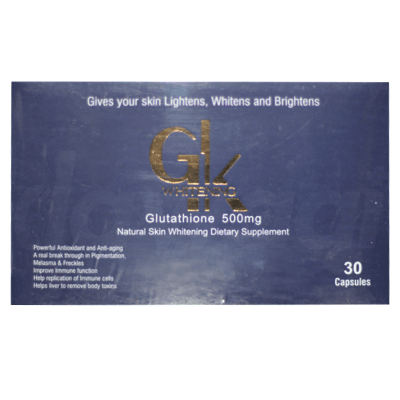 Gives your skin Lightens, Whitens and Brightens
Gk
WHITENING
Glutathione 500mg
Natural Skin Whitening Dietary Supplement
Powerful Antioxidant and Anti-aging
A real break through in Pigmentation,
Melasma & Freckles
Improve Immune function
Help replication of Immune cells
Helps liver to remove body toxins
30
Capsules